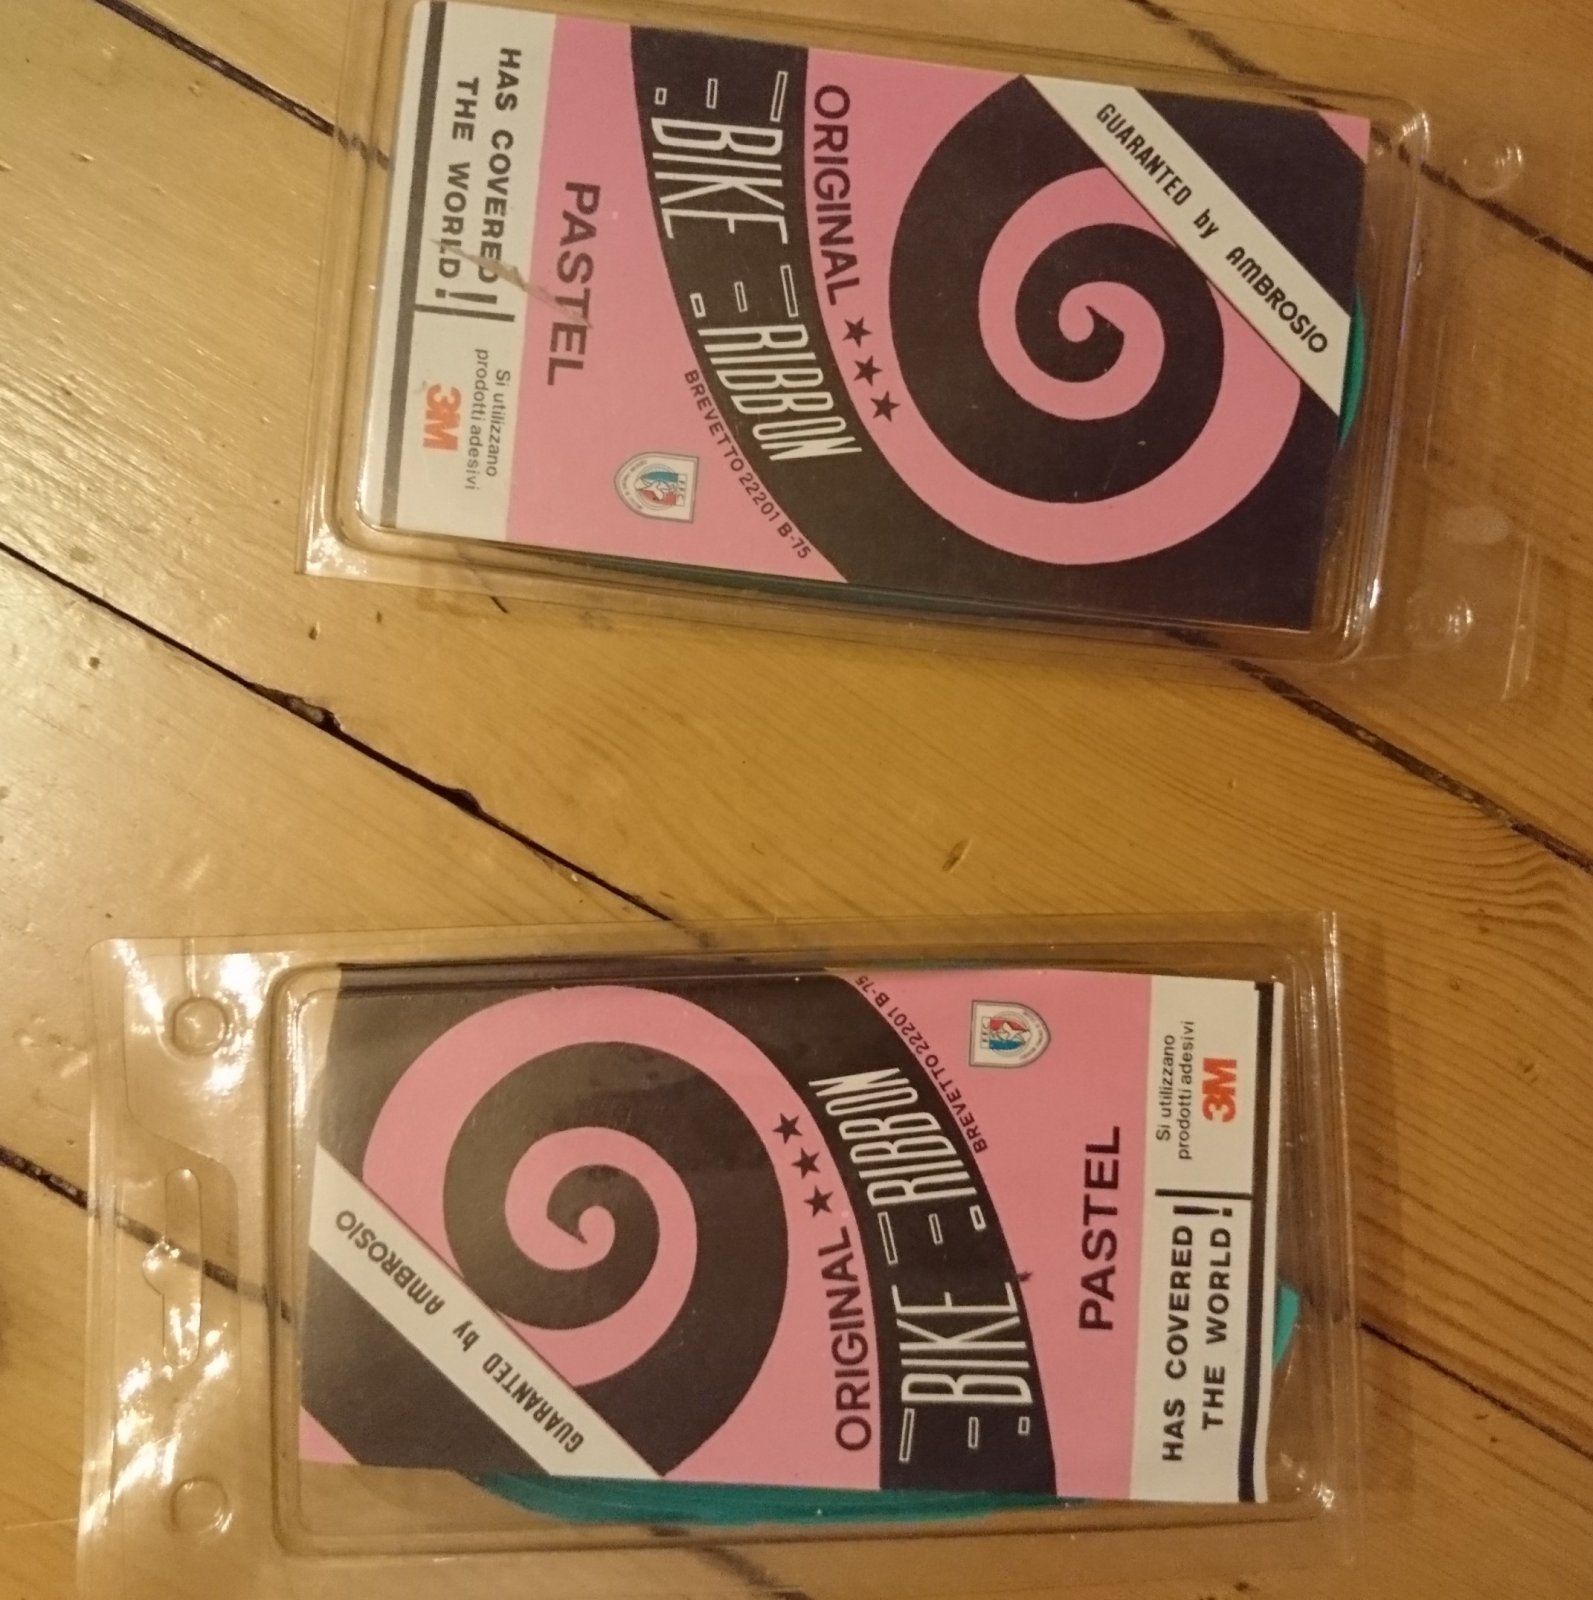 GUARANTED by AMBROSIO
ORIGINAL ★★★
BIKE RIBBON
BREVETTO 22201 B-75
PASTEL
HAS COVERED
THE WORLD!
Si utilizzano
prodotti adesivi
3M
GUARANTED by AMBROSIO
ORIGINAL ★★★
BIKE RIBBON
BREVETTO 22201 B-75
PASTEL
HAS COVERED
THE WORLD!
Si utilizzano
prodotti adesivi
3M